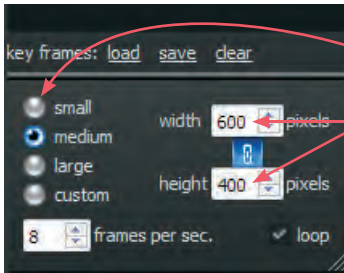 key frames: load save clear
small
width 600 pixels
medium
large
height 400 pixels
custom
8 frames per sec. loop